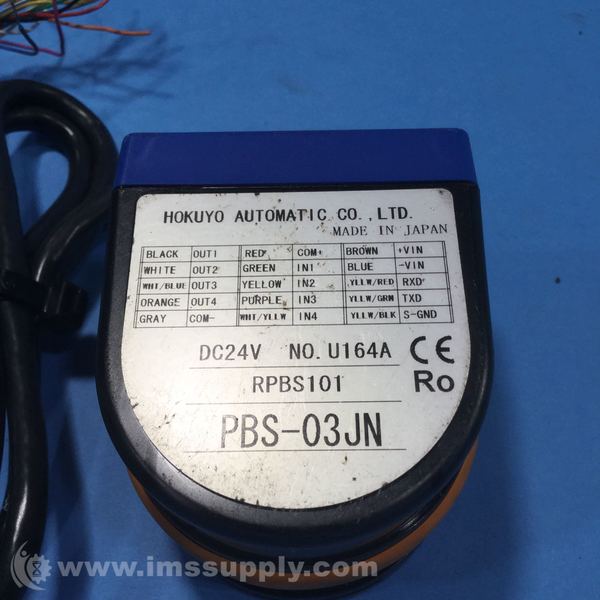 HOKUYO AUTOMATIC CO.,LTD.
MADE IN JAPAN
BLACK OUT1 RED COM+ BROWN +VIN
WHITE OUT2 GREEN IN1 BLUE -VIN
WHT/BLUE OUT3 YELLOW IN2 YLLW/RED RXD
ORANGE OUT4 PURPLE IN3 YLLW/GRN TXD
GRAY COM- WHT/YLLW IN4 YLLW/BLK S-GND
DC24V NO. U164A CE
RPBS101 Ro
PBS-03JN
www.imssupply.com